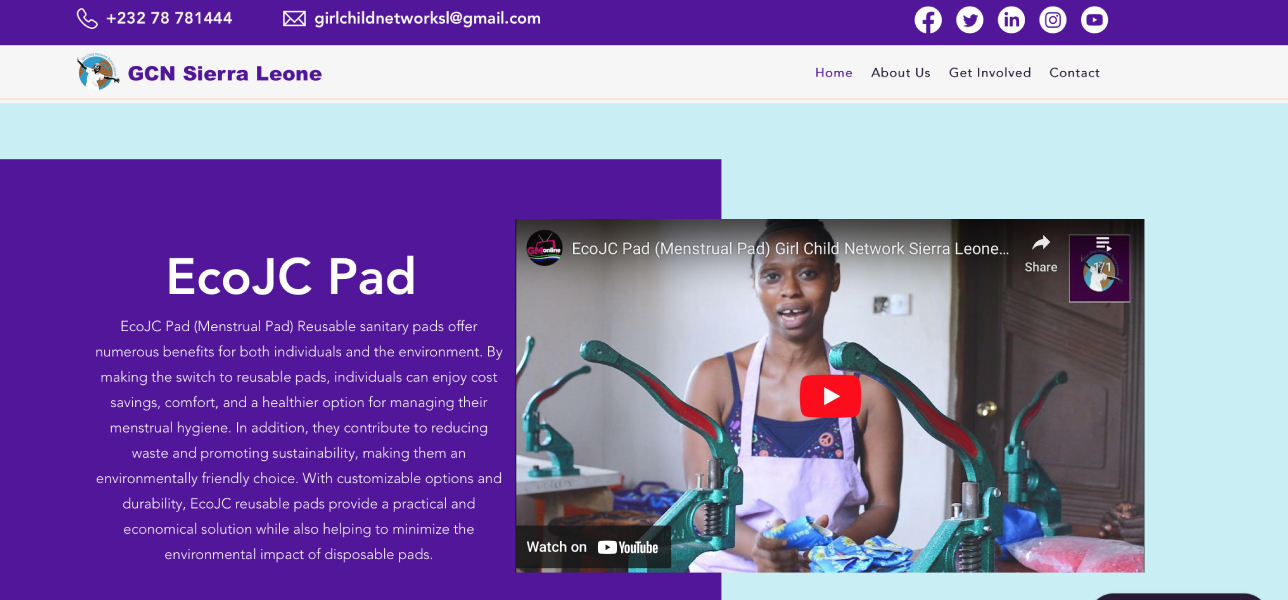 +232 78 781444
girlchildnetworksl@gmail.com
GCN Sierra Leone
Home About Us Get Involved Contact
EcoJC Pad
EcoJC Pad (Menstrual Pad) Reusable sanitary pads offer
numerous benefits for both individuals and the environment. By
making the switch to reusable pads, individuals can enjoy cost
savings, comfort, and a healthier option for managing their
menstrual hygiene. In addition, they contribute to reducing
waste and promoting sustainability, making them an
environmentally friendly choice. With customizable options and
durability, EcoJC reusable pads provide a practical and
economical solution while also helping to minimize the
environmental impact of disposable pads.
GMonline
EcoJC Pad (Menstrual Pad) Girl Child Network Sierra Leone...
Share
1/1
Watch on YouTube